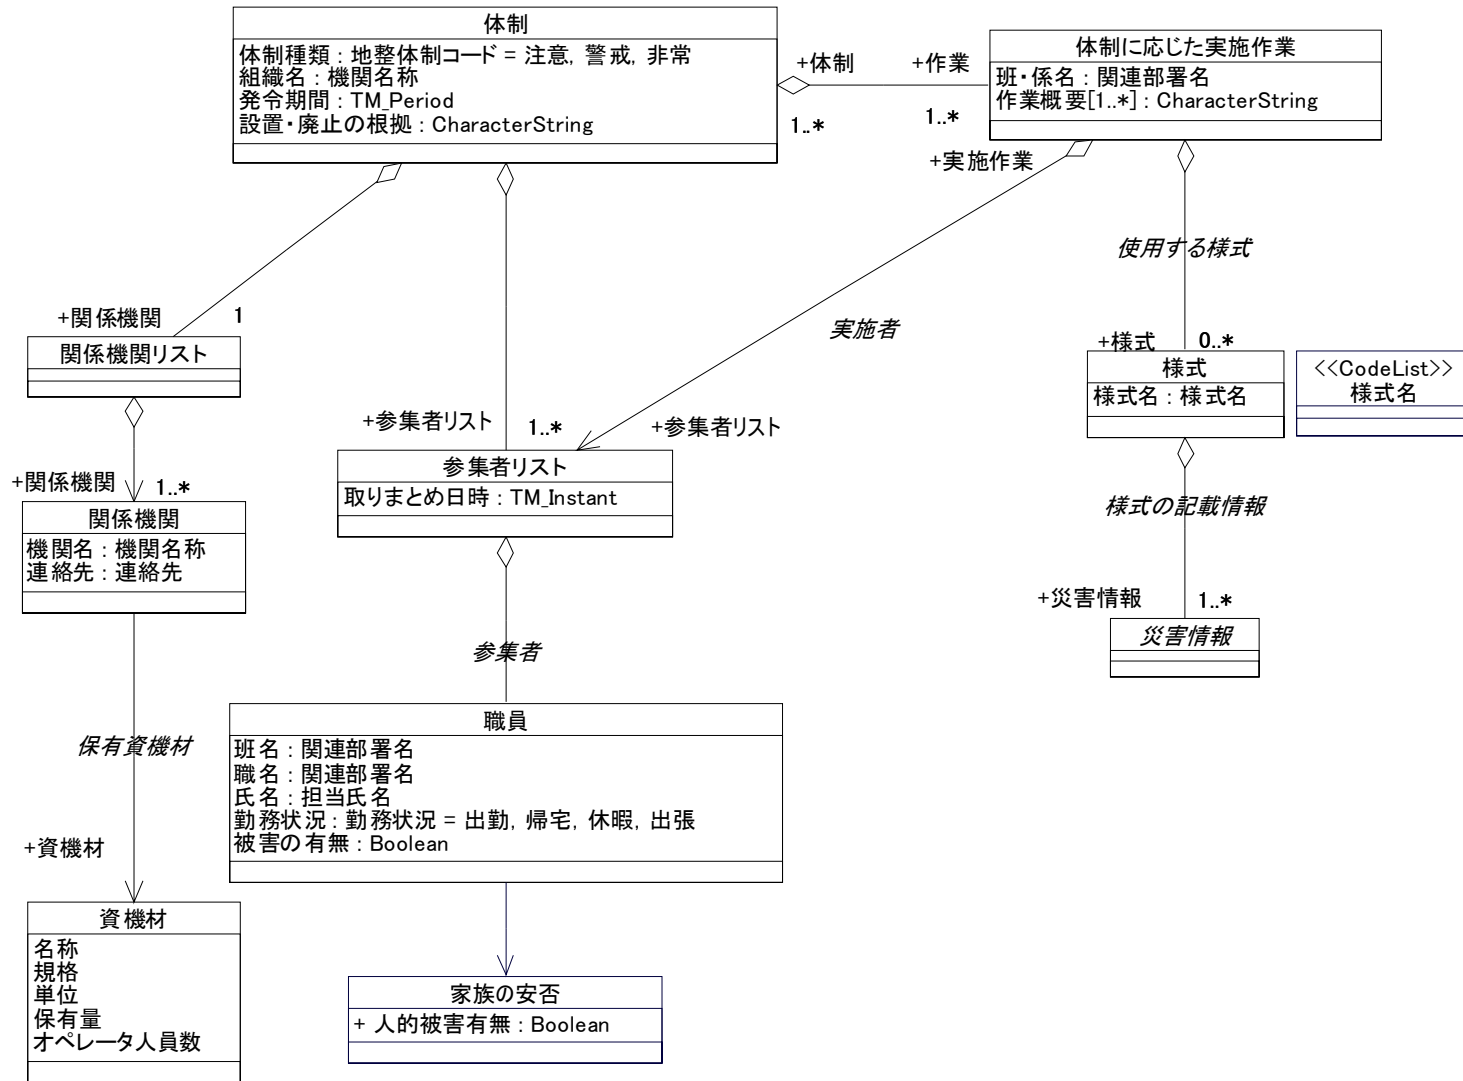 体制
体制種類 : 地整体制コード = 注意, 警戒, 非常
組織名 : 機関名称
発令期間 : TM_Period
設置・廃止の根拠 : CharacterString
+体制
1..*
+作業
1..*
体制に応じた実施作業
班・係名 : 関連部署名
作業概要[1..*] : CharacterString
+実施作業
使用する様式
実施者
+関係機関
1
関係機関リスト
+様式
0..*
様式
様式名 : 様式名
<<CodeList>>
様式名
+参集者リスト
1..*
+参集者リスト
参集者リスト
取りまとめ日時 : TM_Instant
+関係機関
1..*
関係機関
機関名 : 機関名称
連絡先 : 連絡先
様式の記載情報
+災害情報
1..*
災害情報
参集者
職員
班名 : 関連部署名
職名 : 関連部署名
氏名 : 担当氏名
勤務状況 : 勤務状況 = 出勤, 帰宅, 休暇, 出張
被害の有無 : Boolean
保有資機材
+資機材
資機材
名称
規格
単位
保有量
オペレータ人員数
家族の安否
+ 人的被害有無 : Boolean